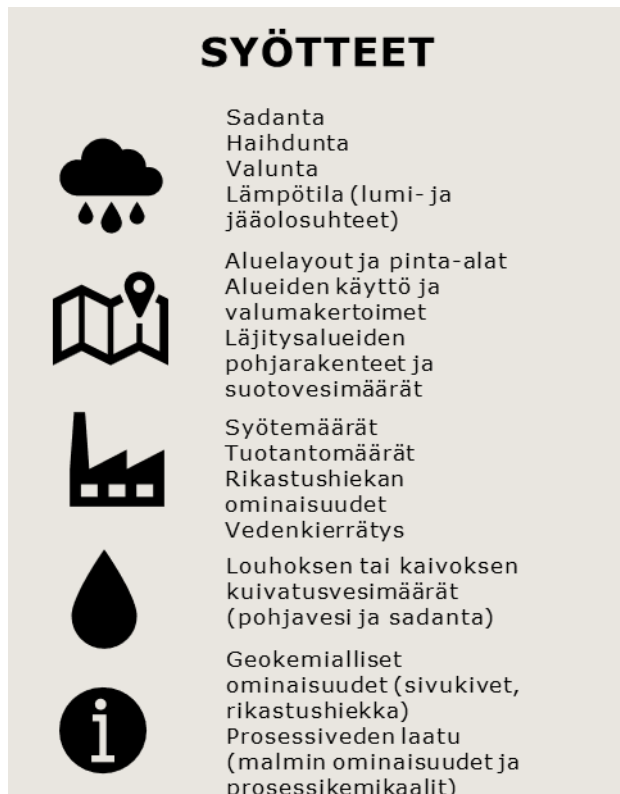 SYÖTTEET
Sadanta
Haihdunta
Valunta
Lämpötila (lumi- ja
jääolosuhteet)
Aluelayout ja pinta-alat
Alueiden käyttö ja
valumakertoimet
Läjitysalueiden
pohjarakenteet ja
suotovesimäärät
Syötemäärät
Tuotantomäärät
Rikastushiekan
ominaisuudet
Vedenkierrätys
Louhoksen tai kaivoksen
kuivatusvesimäärät
(pohjavesi ja sadanta)
Geokemialliset
ominaisuudet (sivukivet,
rikastushiekka)
Prosessiveden laatu
(malmin ominaisuudet ja
prosessikemikaalit)